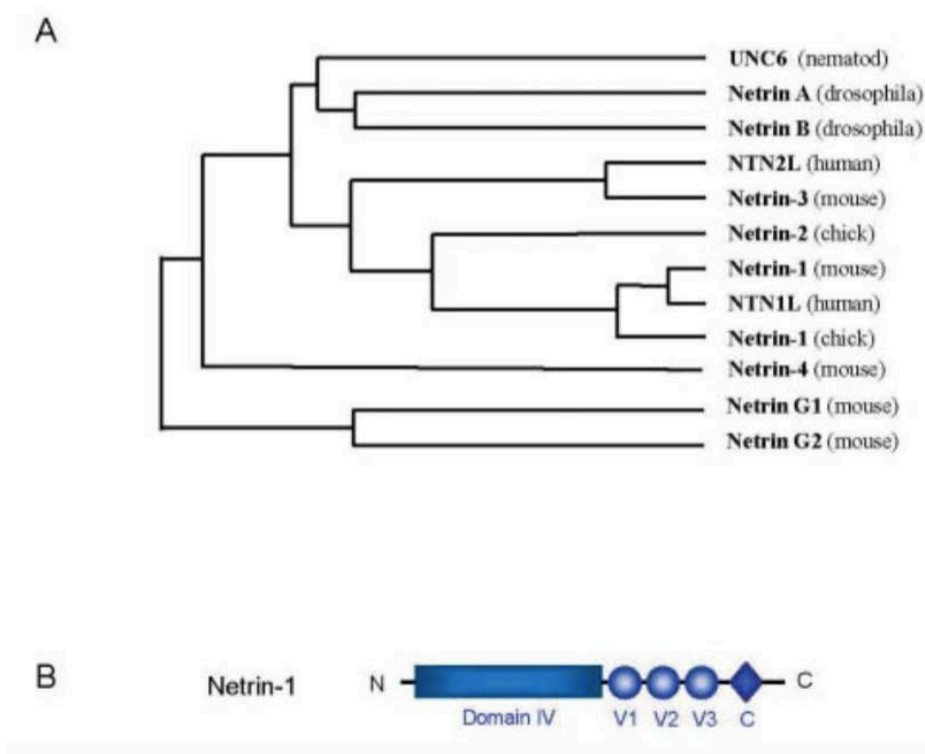 A
UNC6 (nematod)
Netrin A (drosophila)
Netrin B (drosophila)
NTN2L (human)
Netrin-3 (mouse)
Netrin-2 (chick)
Netrin-1 (mouse)
NTN1L (human)
Netrin-1 (chick)
Netrin-4 (mouse)
Netrin G1 (mouse)
Netrin G2 (mouse)
B
Netrin-1
N
C
Domain IV
V1 V2 V3 C